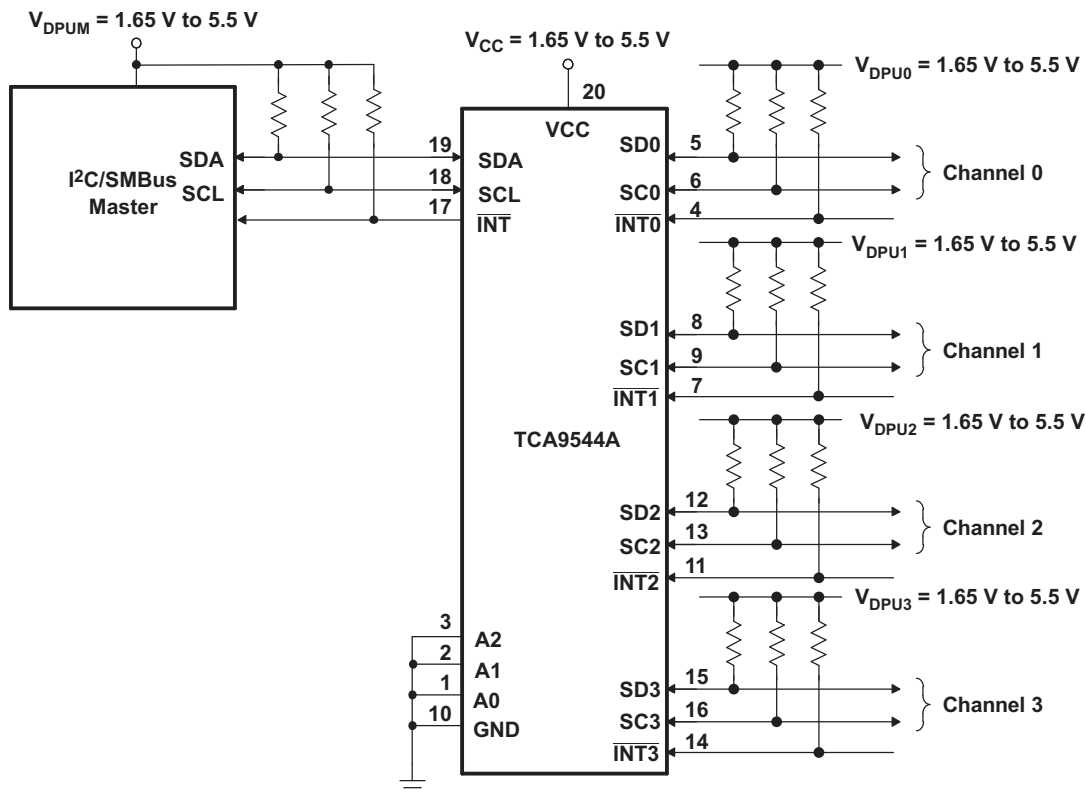 V_DPUM = 1.65 V to 5.5 V
V_CC = 1.65 V to 5.5 V
20
VCC
I²C/SMBus
Master
SDA
SCL
19
18
17
SDA
SCL
INT
SD0
5
SC0
6
INT0
4
V_DPU0 = 1.65 V to 5.5 V
Channel 0
SD1
8
SC1
9
INT1
7
V_DPU1 = 1.65 V to 5.5 V
Channel 1
TCA9544A
SD2
12
SC2
13
INT2
11
V_DPU2 = 1.65 V to 5.5 V
Channel 2
SD3
15
SC3
16
INT3
14
V_DPU3 = 1.65 V to 5.5 V
Channel 3
3
A2
2
A1
1
A0
10
GND